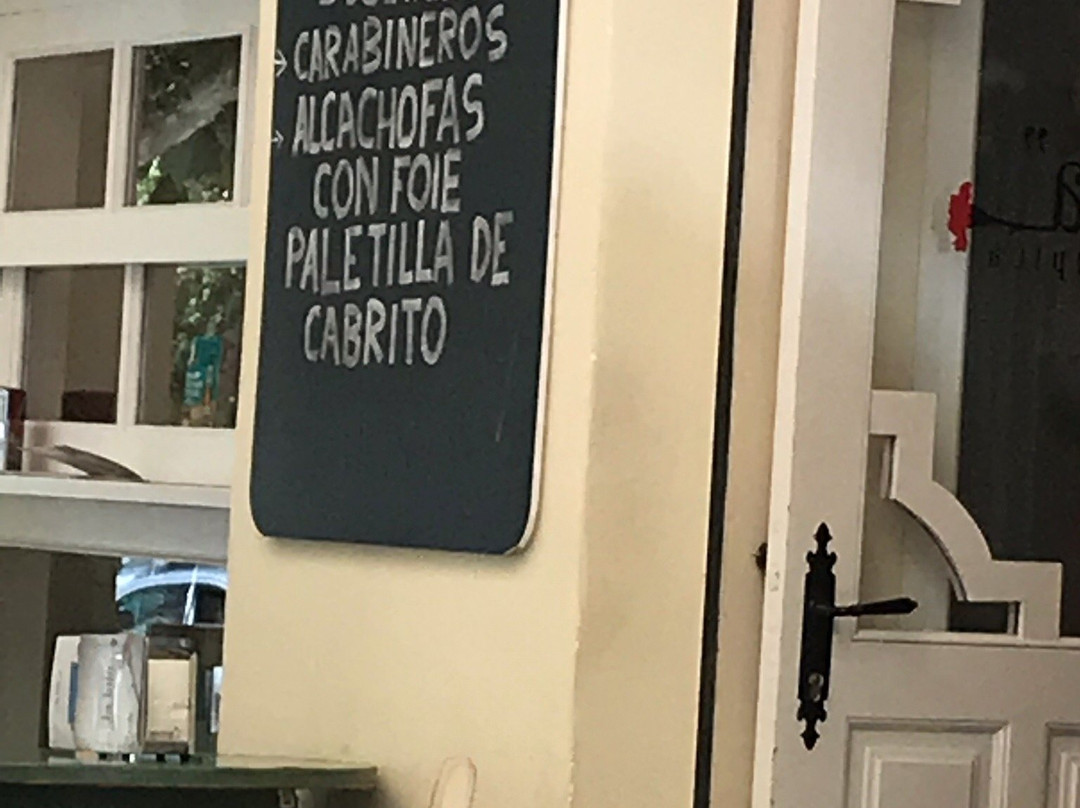 → CARABINEROS
→ ALCACHOFAS
CON FOIE
PALETILLA DE
CABRITO